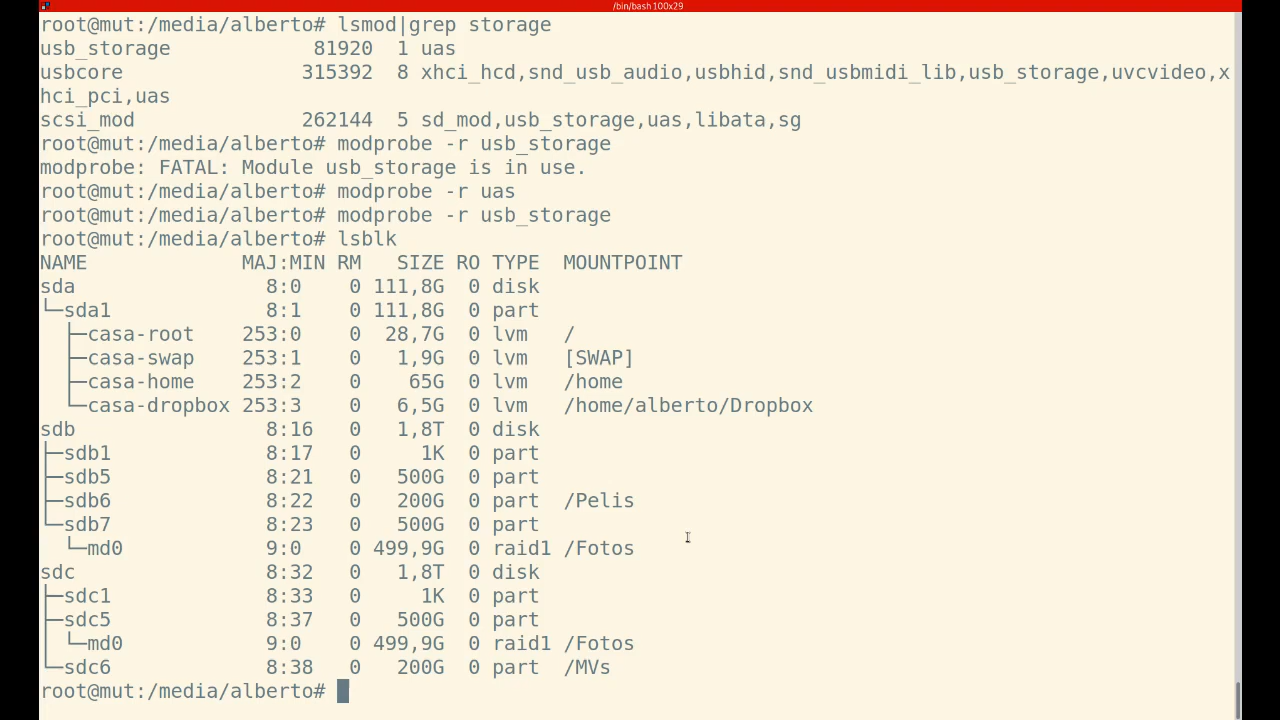 /bin/bash 100x29
root@mut:/media/alberto# lsmod|grep storage
usb_storage            81920  1 uas
usbcore               315392  8 xhci_hcd,snd_usb_audio,usbhid,snd_usbmidi_lib,usb_storage,uvcvideo,x
hci_pci,uas
scsi_mod              262144  5 sd_mod,usb_storage,uas,libata,sg
root@mut:/media/alberto# modprobe -r usb_storage
modprobe: FATAL: Module usb_storage is in use.
root@mut:/media/alberto# modprobe -r uas
root@mut:/media/alberto# modprobe -r usb_storage
root@mut:/media/alberto# lsblk
NAME             MAJ:MIN RM   SIZE RO TYPE  MOUNTPOINT
sda                8:0    0 111,8G  0 disk
└─sda1             8:1    0 111,8G  0 part
  ├─casa-root    253:0    0  28,7G  0 lvm   /
  ├─casa-swap    253:1    0   1,9G  0 lvm   [SWAP]
  ├─casa-home    253:2    0    65G  0 lvm   /home
  └─casa-dropbox 253:3    0   6,5G  0 lvm   /home/alberto/Dropbox
sdb                8:16   0   1,8T  0 disk
├─sdb1             8:17   0     1K  0 part
├─sdb5             8:21   0   500G  0 part
├─sdb6             8:22   0   200G  0 part  /Pelis
└─sdb7             8:23   0   500G  0 part
  └─md0            9:0    0 499,9G  0 raid1 /Fotos
sdc                8:32   0   1,8T  0 disk
├─sdc1             8:33   0     1K  0 part
├─sdc5             8:37   0   500G  0 part
│ └─md0            9:0    0 499,9G  0 raid1 /Fotos
└─sdc6             8:38   0   200G  0 part  /MVs
root@mut:/media/alberto#